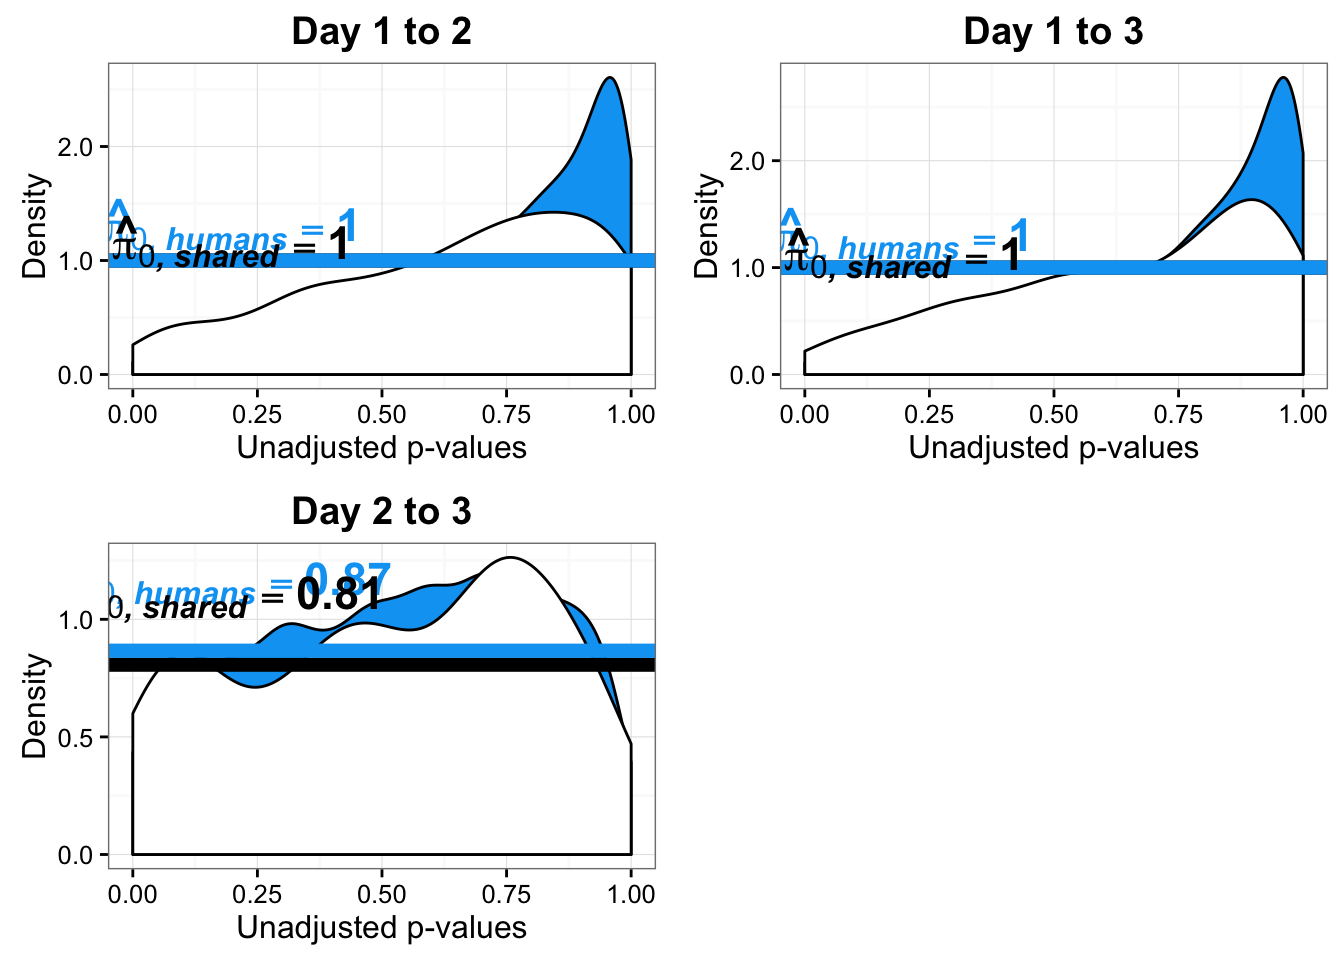 Day 1 to 2
Density
2.0
1.0
0.0
π̂0, humans = 1
π̂0, shared = 1
0.00 0.25 0.50 0.75 1.00
Unadjusted p-values
Day 1 to 3
Density
2.0
1.0
0.0
π̂0, humans = 1
π̂0, shared = 1
0.00 0.25 0.50 0.75 1.00
Unadjusted p-values
Day 2 to 3
Density
1.0
0.5
0.0
0, humans = 0.87
0, shared = 0.81
0.00 0.25 0.50 0.75 1.00
Unadjusted p-values